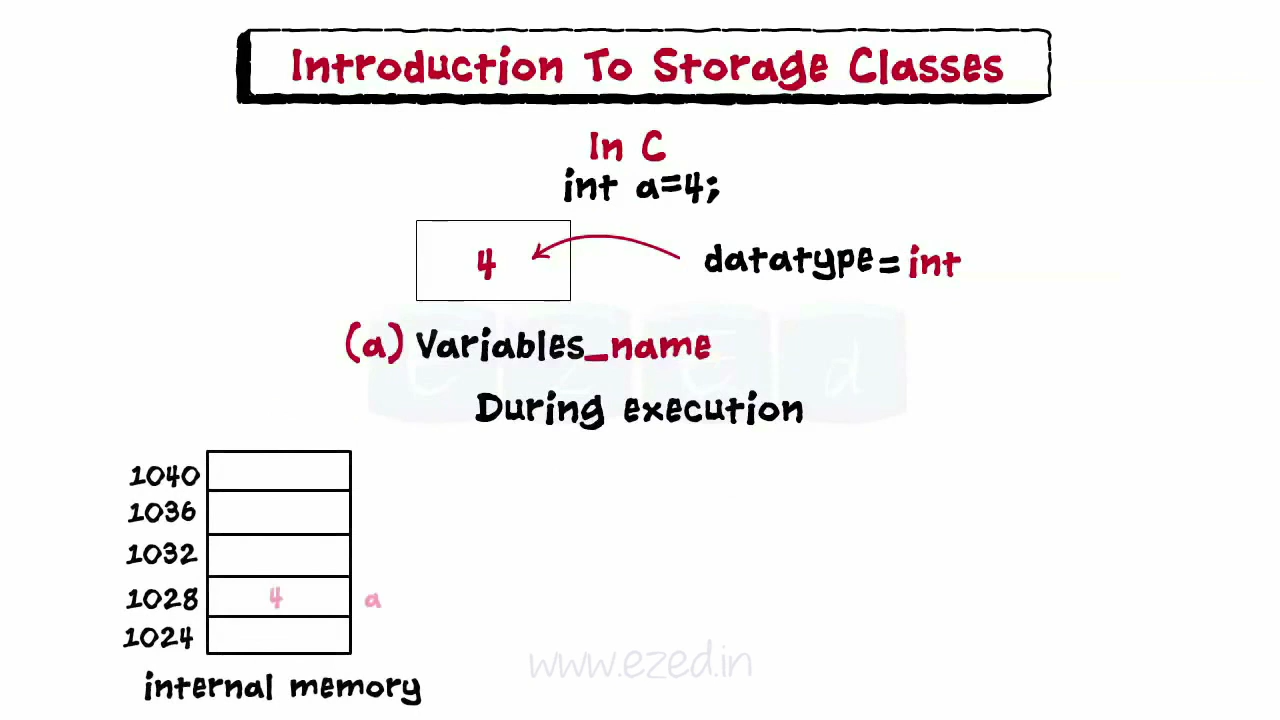 Introduction To Storage Classes
In C
int a=4;
4
datatype=int
(a) Variables_name
During execution
1040
1036
1032
1028 4 a
1024
internal memory
www.ezed.in
e z E d